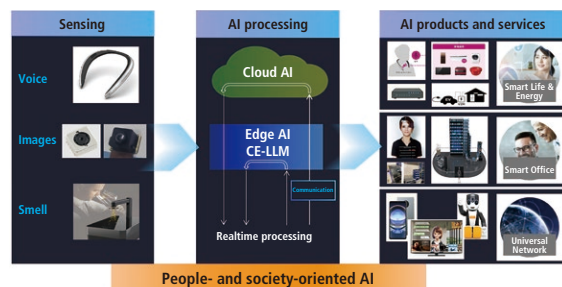 Sensing
AI processing
AI products and services
Voice
Images
Smell
Cloud AI
Edge AI
CE-LLM
Communication
Realtime processing
Smart Life &
Energy
Smart Office
Universal
Network
People- and society-oriented AI